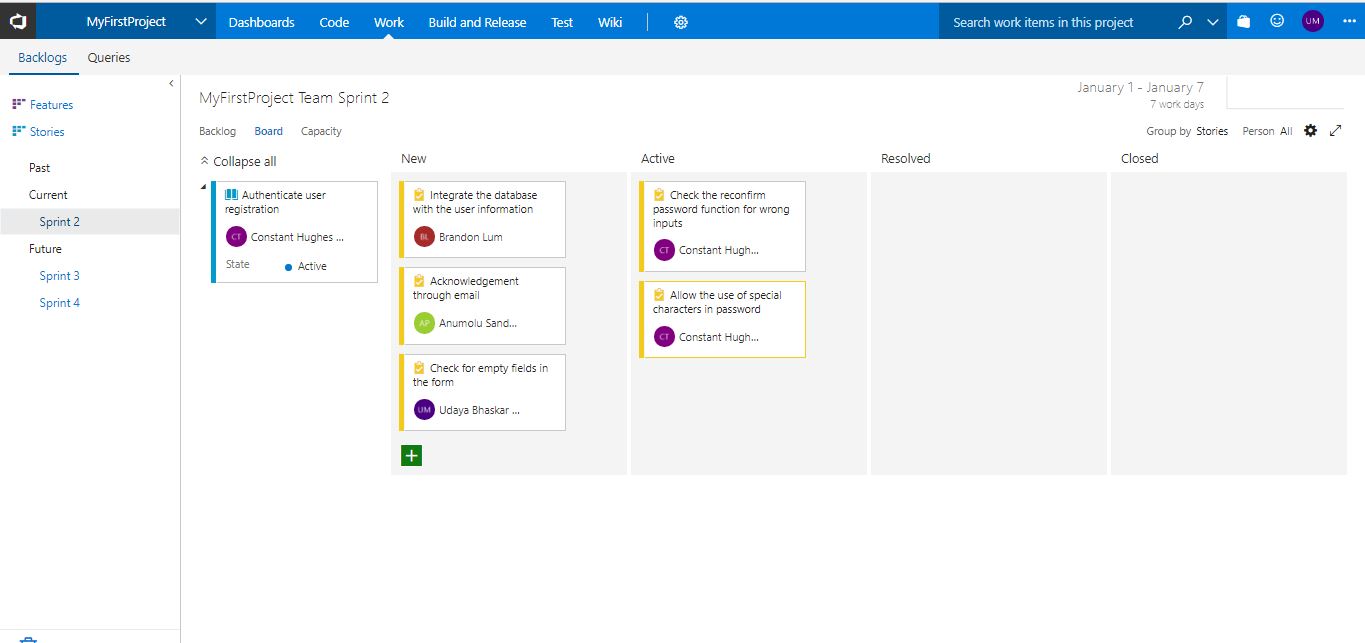 MyFirstProject
Dashboards
Code
Work
Build and Release
Test
Wiki
Search work items in this project
UM
Backlogs
Queries
Features
Stories
Past
Current
Sprint 2
Future
Sprint 3
Sprint 4
MyFirstProject Team Sprint 2
January 1 - January 7
7 work days
Backlog
Board
Capacity
Group by Stories
Person All
Collapse all
New
Active
Resolved
Closed
Authenticate user
registration
CT
Constant Hughes ...
State
Active
Integrate the database
with the user information
BL
Brandon Lum
Acknowledgement
through email
AP
Anumolu Sand...
Check for empty fields in
the form
UM
Udaya Bhaskar ...
Check the reconfirm
password function for wrong
inputs
CT
Constant Hugh...
Allow the use of special
characters in password
CT
Constant Hugh...